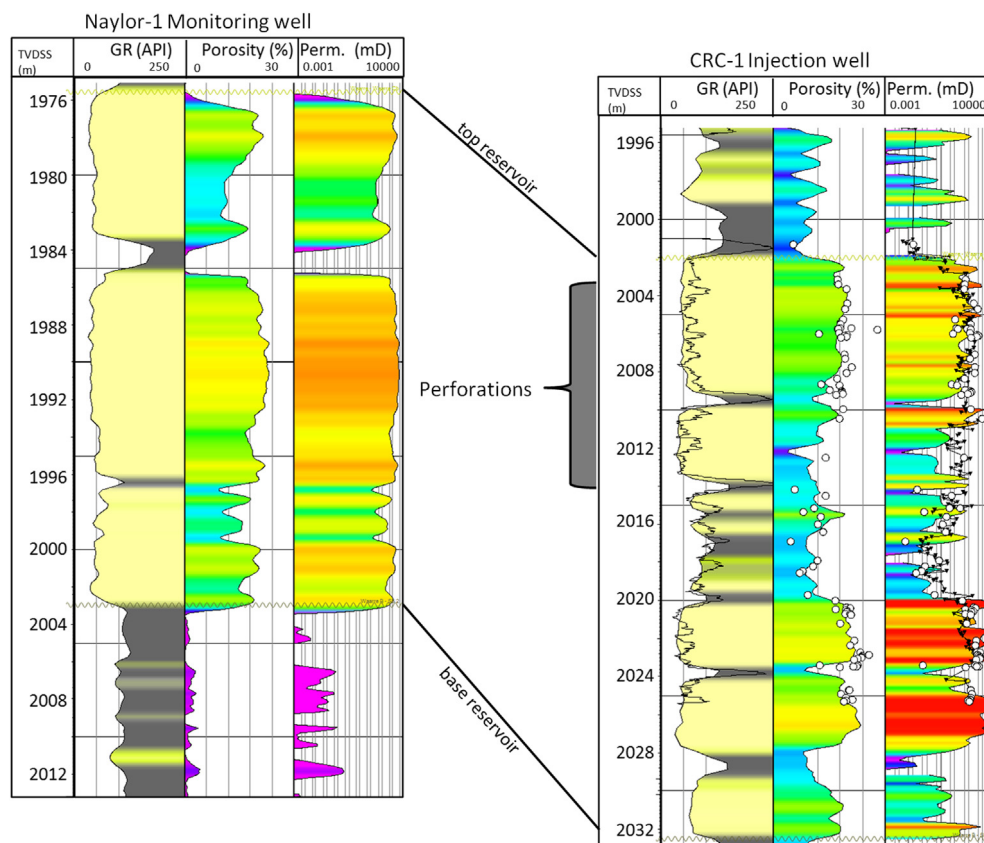 Naylor-1 Monitoring well
TVDSS
(m)
GR (API)
0 250
Porosity (%)
0 30
Perm. (mD)
0.001 10000
1976
1980
1984
1988
1992
1996
2000
2004
2008
2012
top reservoir
Perforations
base reservoir
CRC-1 Injection well
TVDSS
(m)
GR (API)
0 250
Porosity (%)
0 30
Perm. (mD)
0.001 10000
1996
2000
2004
2008
2012
2016
2020
2024
2028
2032